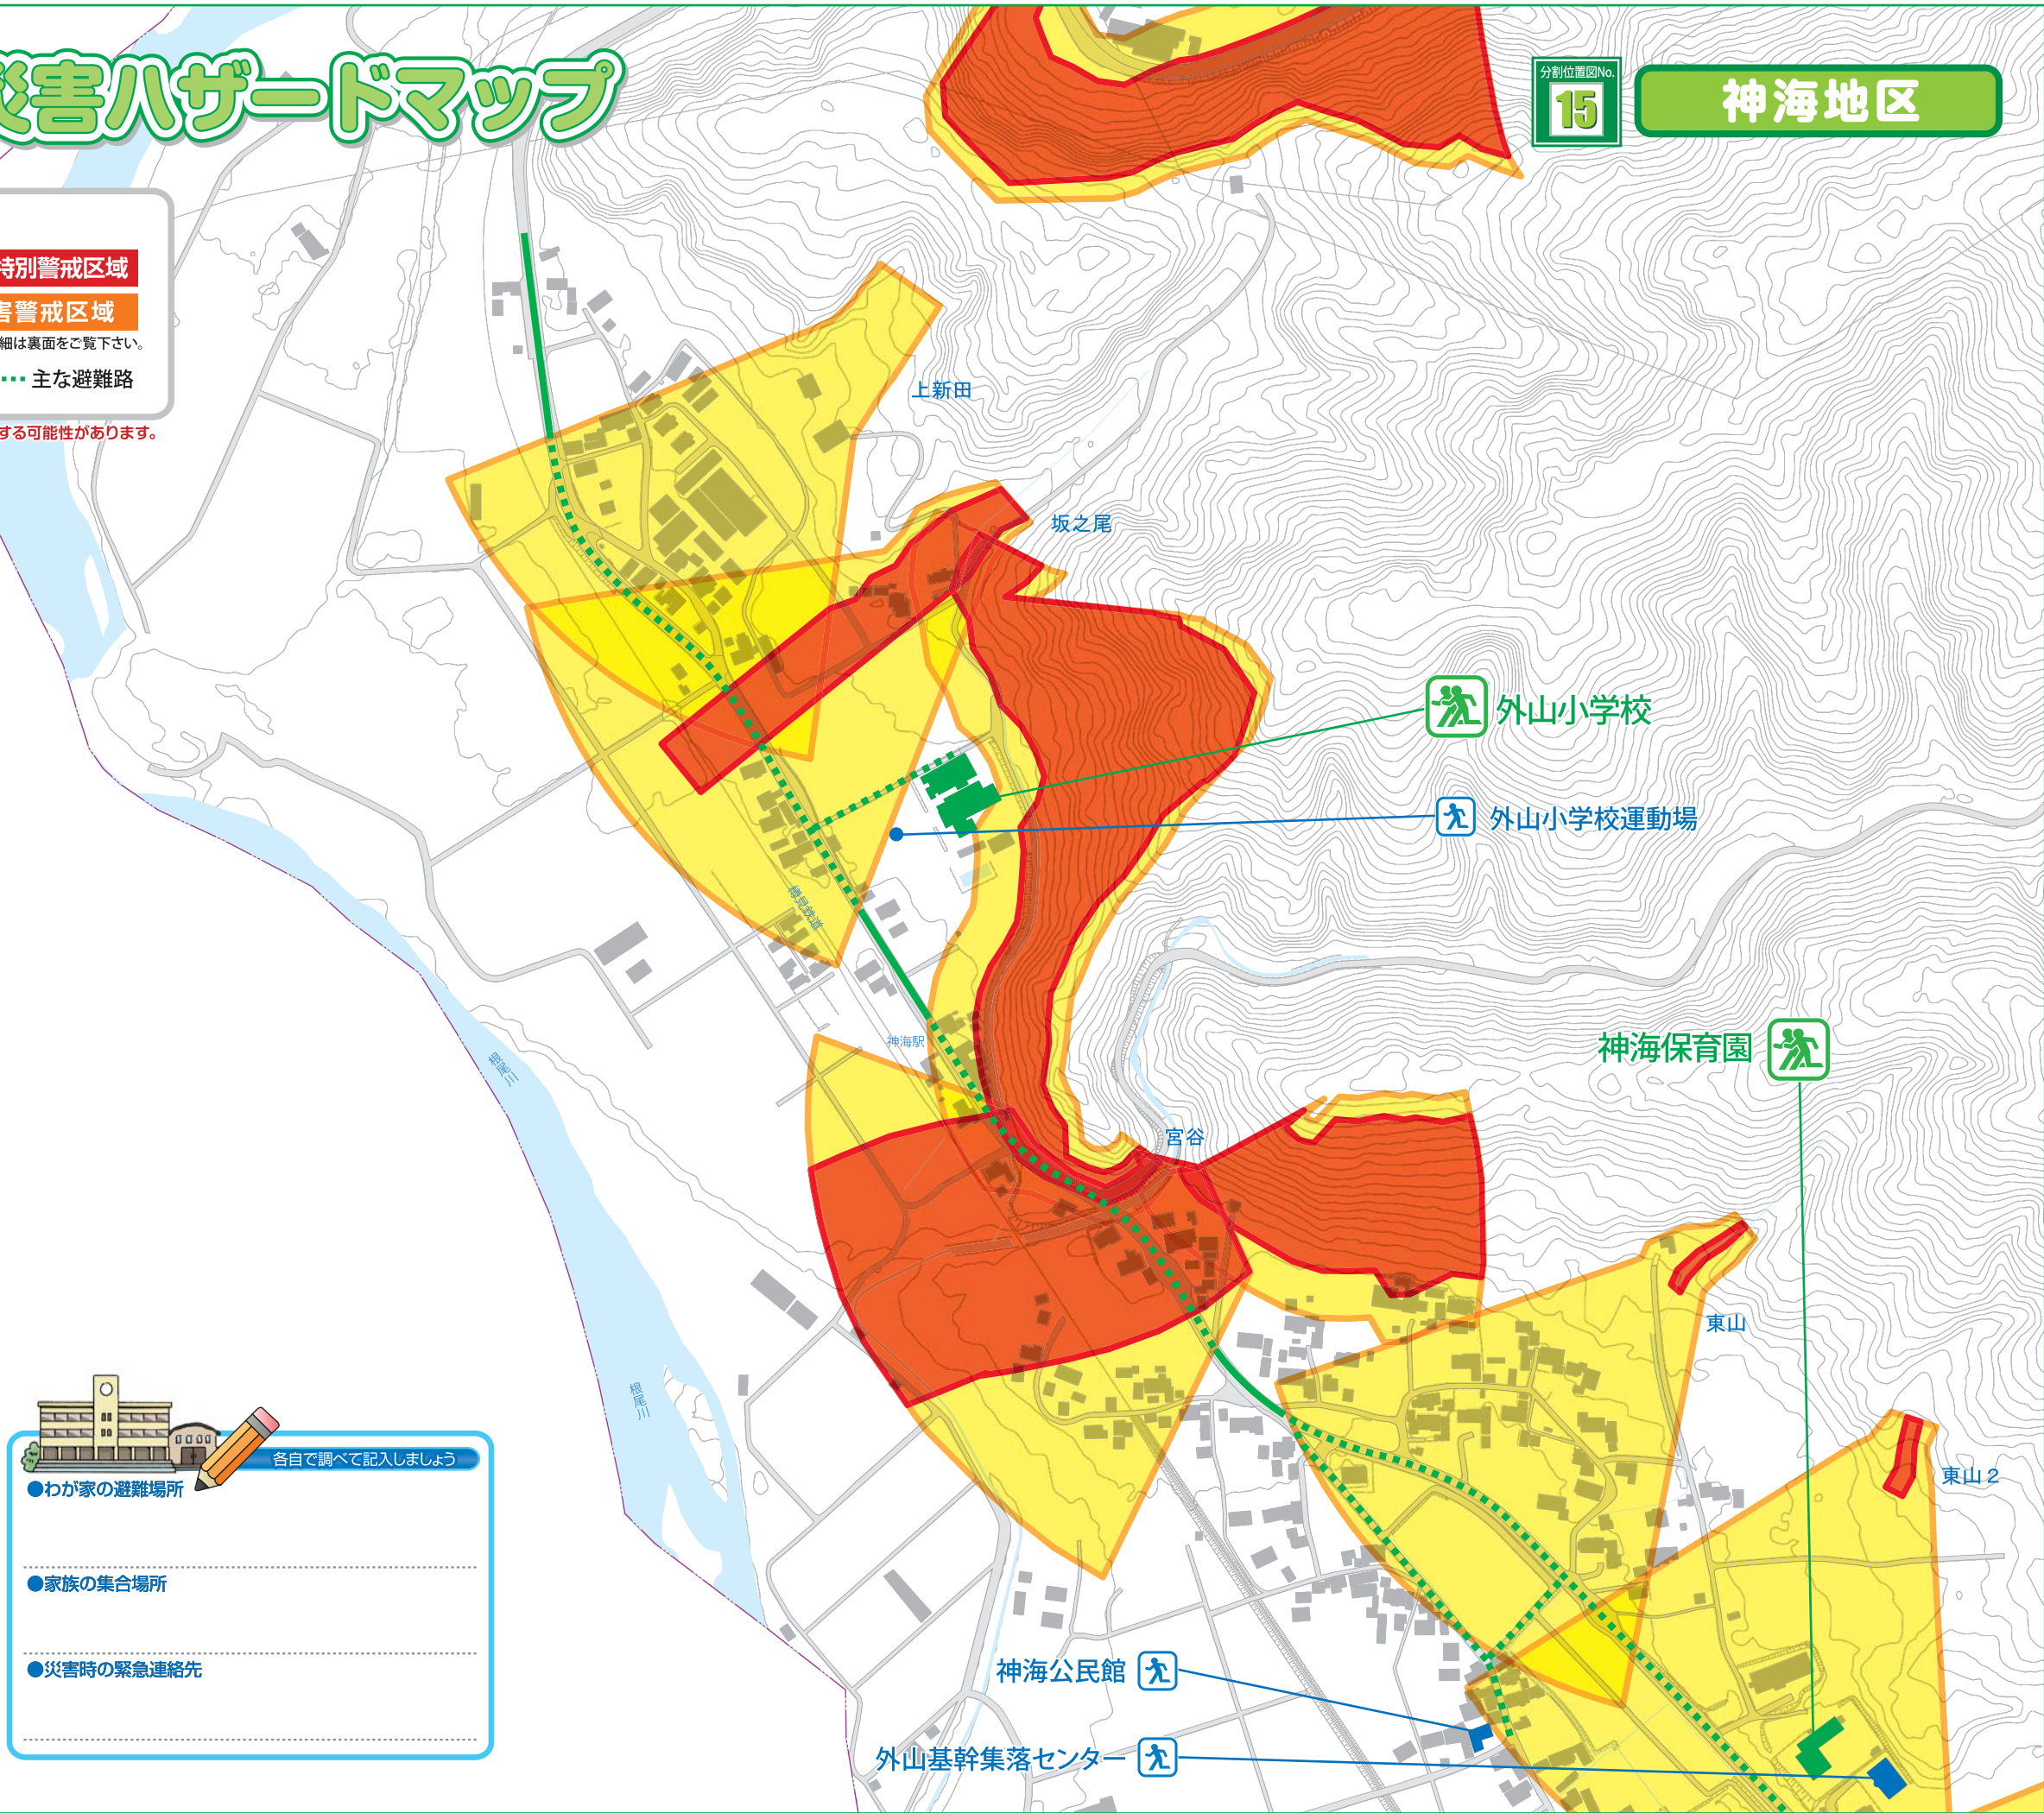 災害ハザードマップ
分割位置図No.
15
神海地区
特別警戒区域
害警戒区域
細は裏面をご覧下さい。
主な避難路
する可能性があります。
上新田
坂之尾
外山小学校
外山小学校運動場
樽見鉄道
神海駅
根尾川
神海保育園
宮谷
東山
根尾川
東山2
各自で調べて記入しましょう
●わが家の避難場所
●家族の集合場所
●災害時の緊急連絡先
神海公民館
外山基幹集落センター